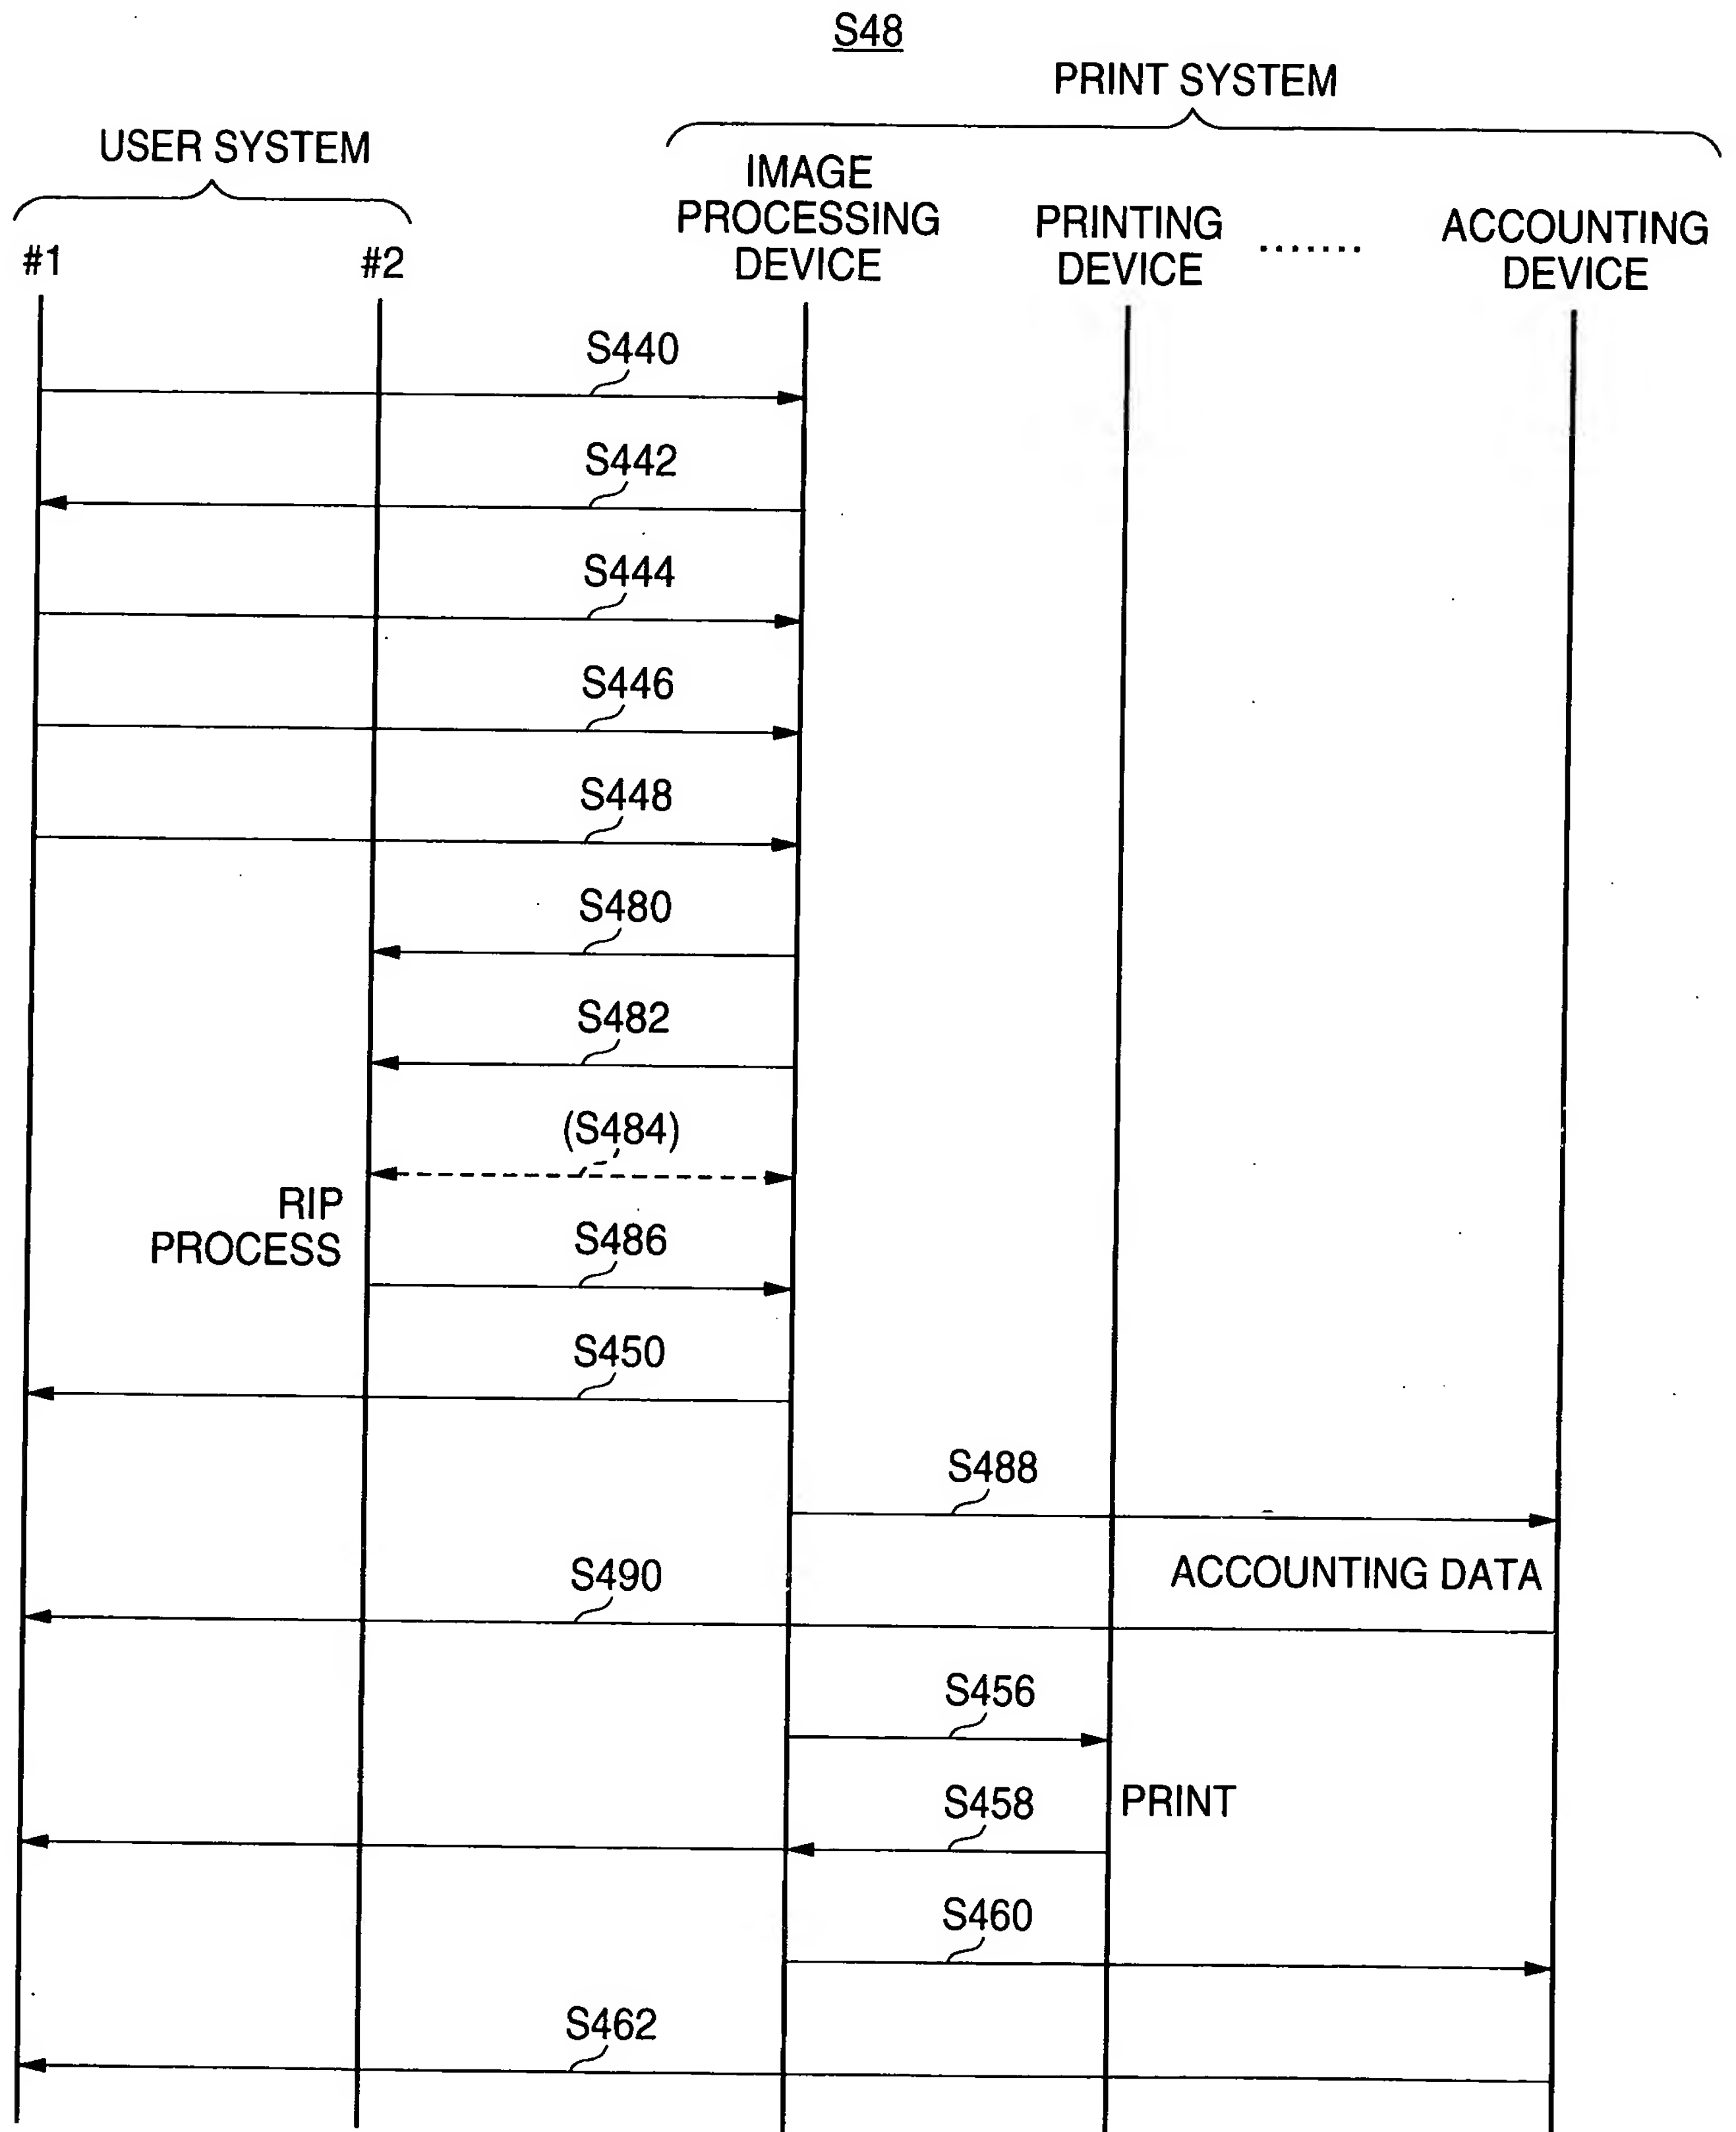 S48
PRINT SYSTEM
USER SYSTEM
IMAGE
PROCESSING
DEVICE
PRINTING
DEVICE
.......
ACCOUNTING
DEVICE
#1
#2
S440
S442
S444
S446
S448
S480
S482
(S484)
RIP
PROCESS
S486
S450
S488
ACCOUNTING DATA
S490
S456
S458
PRINT
S460
S462